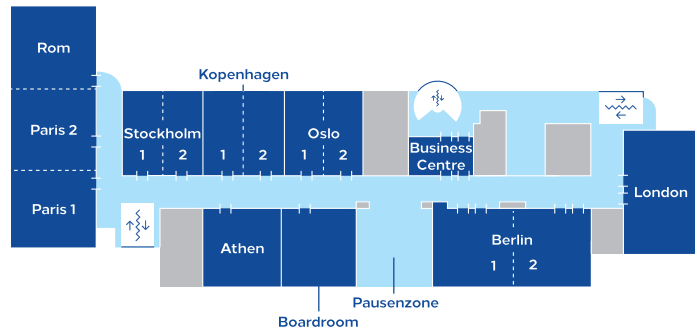 Rom
Kopenhagen
Paris 2
Stockholm
Oslo
1 2 1 2 1 2
Business
Centre
Paris 1
London
Athen
Berlin
1 2
Pausenzone
Boardroom